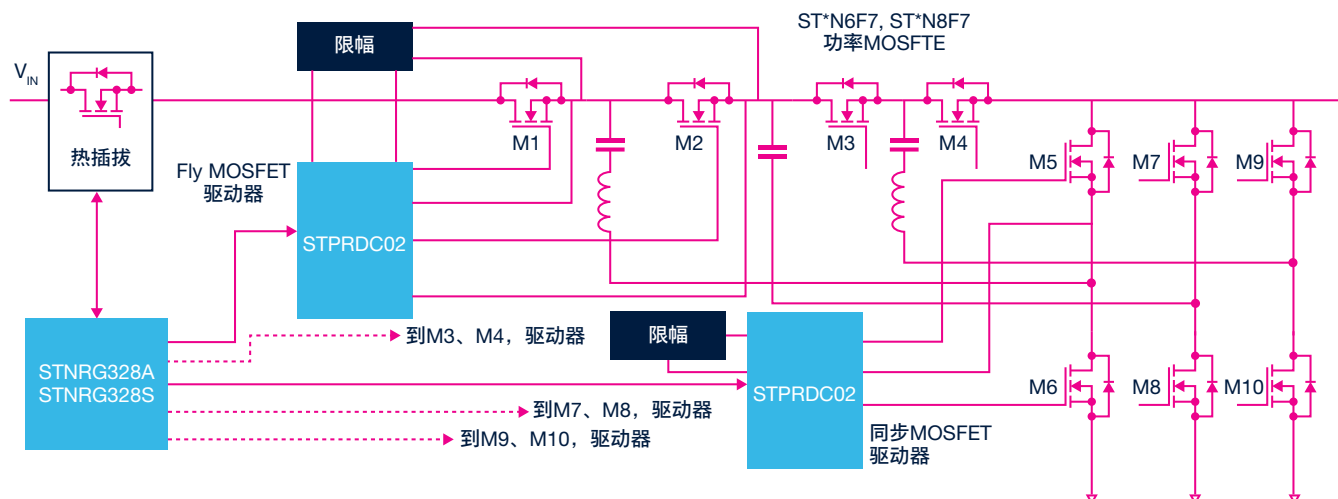 ST*N6F7, ST*N8F7
功率MOSFTE
限幅
VIN
热插拔
M1
M2
M3
M4
Fly MOSFET
驱动器
M5
M7
M9
STPRDC02
到M3、M4，驱动器
限幅
STNRG328A
STNRG328S
STPRDC02
M6
M8
M10
到M7、M8，驱动器
到M9、M10，驱动器
同步MOSFET
驱动器